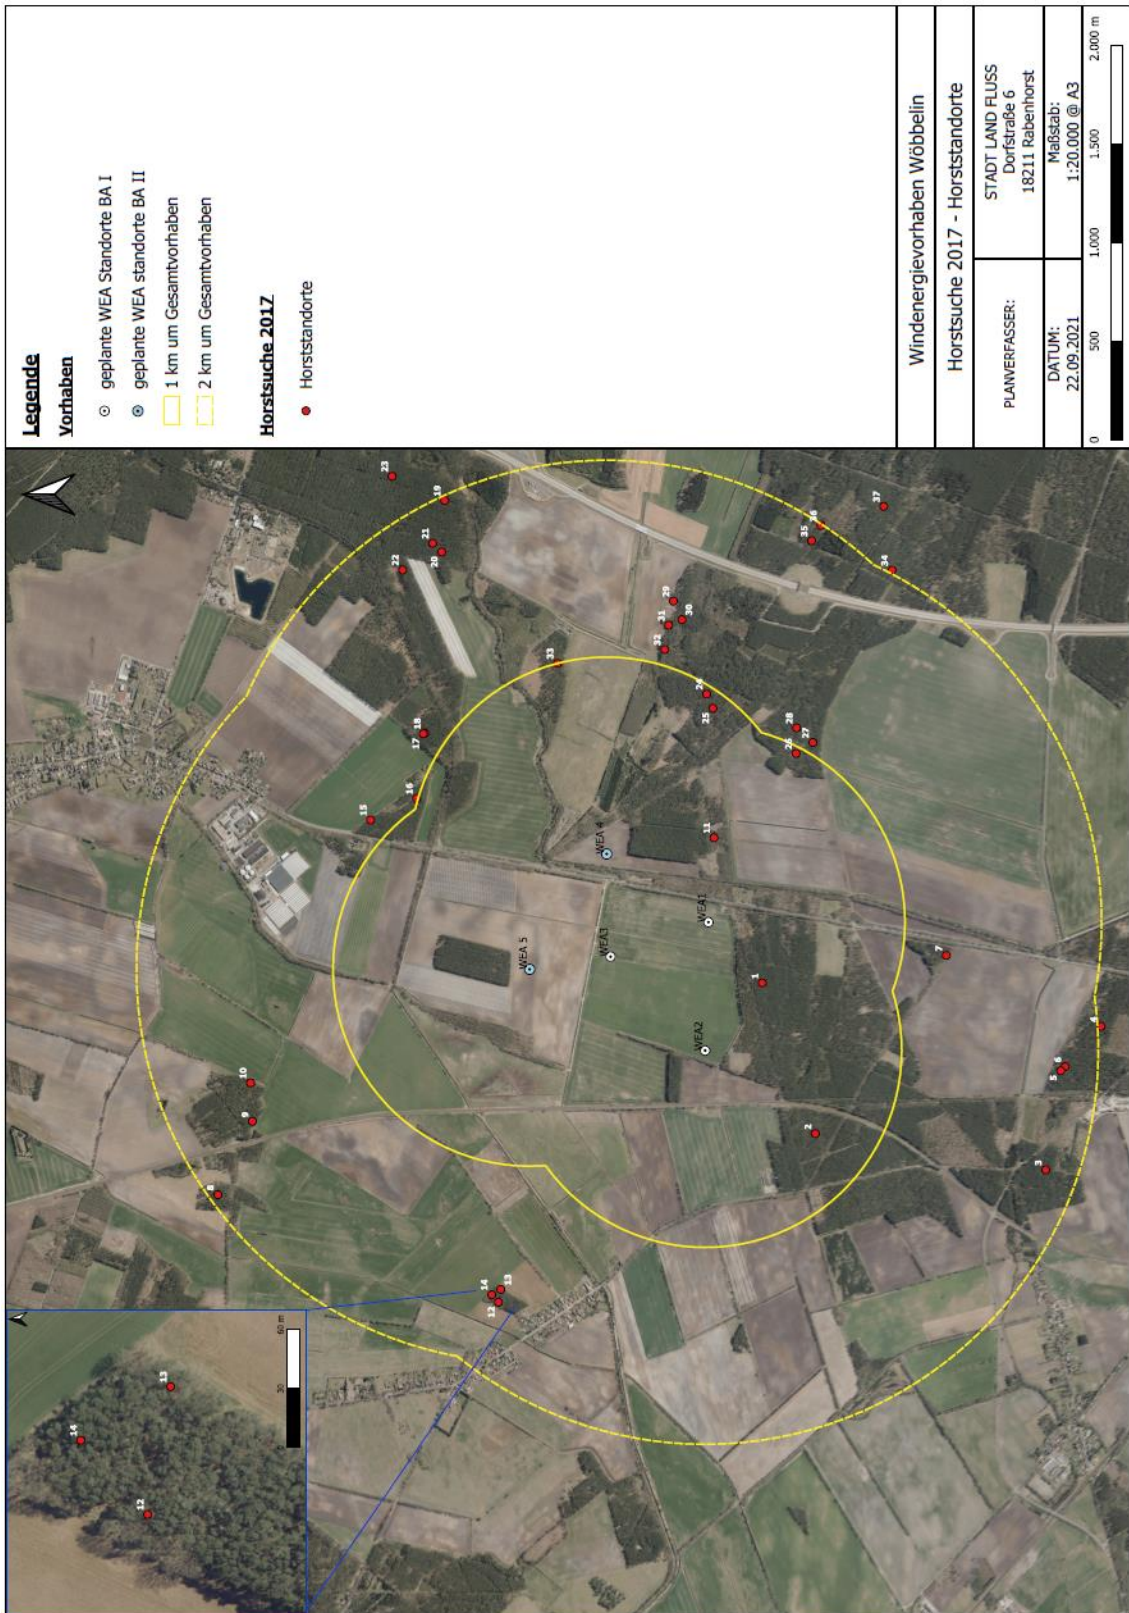 Legende
Vorhaben
geplante WEA Standorte BA I
geplante WEA standorte BA II
1 km um Gesamtvorhaben
2 km um Gesamtvorhaben
Horstsuche 2017
Horststandorte
Windenergievorhaben Wöbbelin
Horstsuche 2017 - Horststandorte
PLANVERFASSER:
STADT LAND FLUSS
Dorfstraße 6
18211 Rabenhorst
DATUM:
22.09.2021
Maßstab:
1:20.000 @ A3
0 500 1.000 1.500 2.000 m
14
13
12
50 m
8
9
10
15
16
17
18
22
23
21
20
19
14
13
12
WEA 5
WEA3
WEA 4
WEA1
WEA2
33
32
31
29
30
24
25
11
1
2
26
28
27
35
36
37
34
7
3
5
6
4